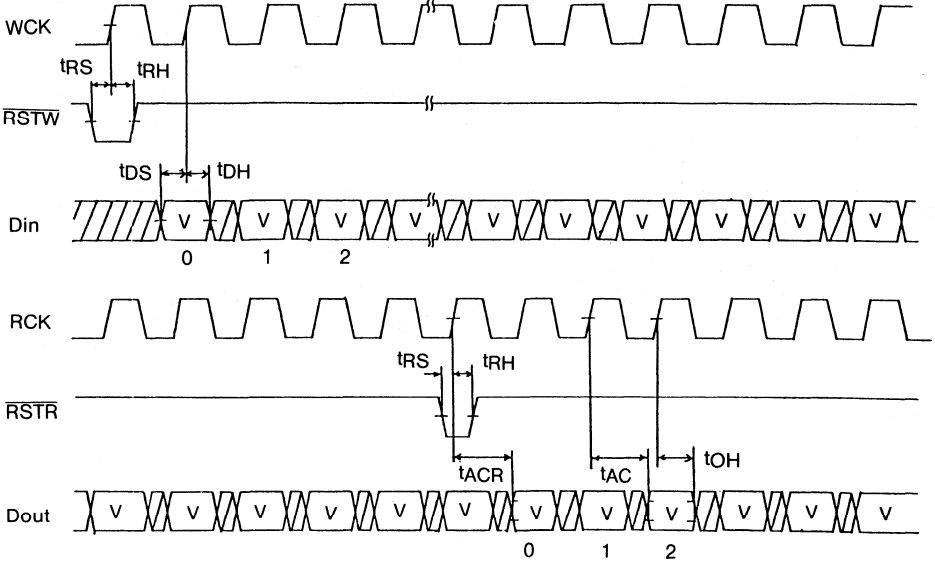 WCK
tRS tRH
RSTW
tDS tDH
Din V V V V V V V V V V
0 1 2
RCK
tRS tRH
RSTR
tACR tAC tOH
Dout V V V V V V V V V V V
0 1 2